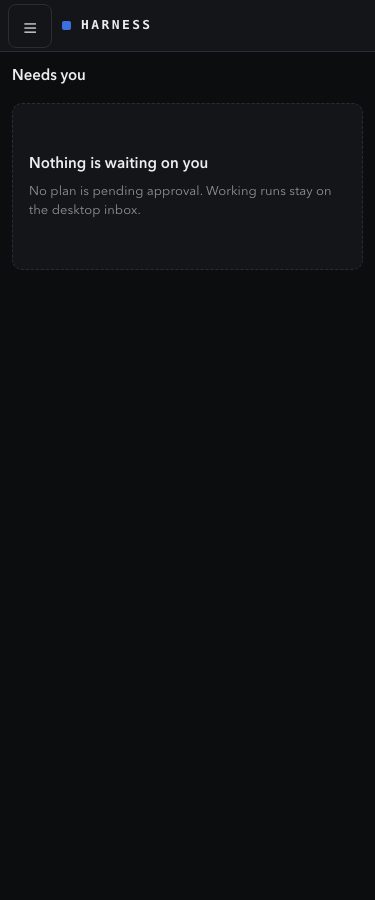 HARNESS
Needs you
Nothing is waiting on you
No plan is pending approval. Working runs stay on
the desktop inbox.